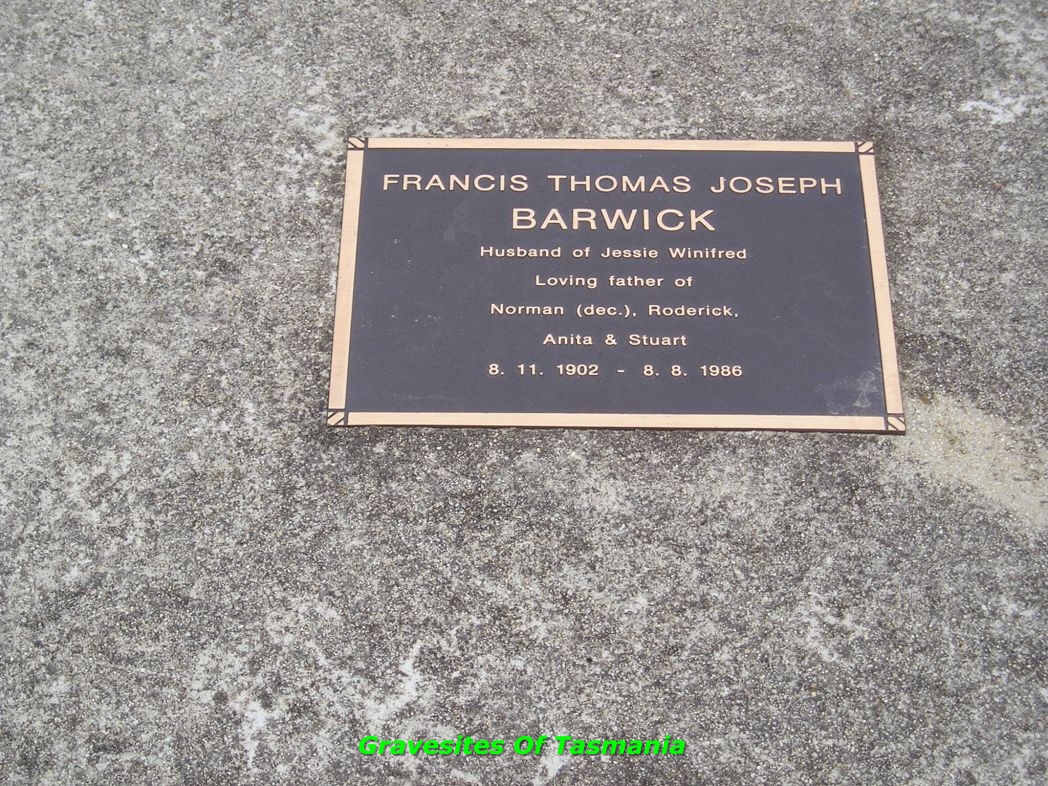 FRANCIS THOMAS JOSEPH
BARWICK
Husband of Jessie Winifred
Loving father of
Norman (dec.), Roderick,
Anita & Stuart
8. 11. 1902 - 8. 8. 1986
Gravesites Of Tasmania